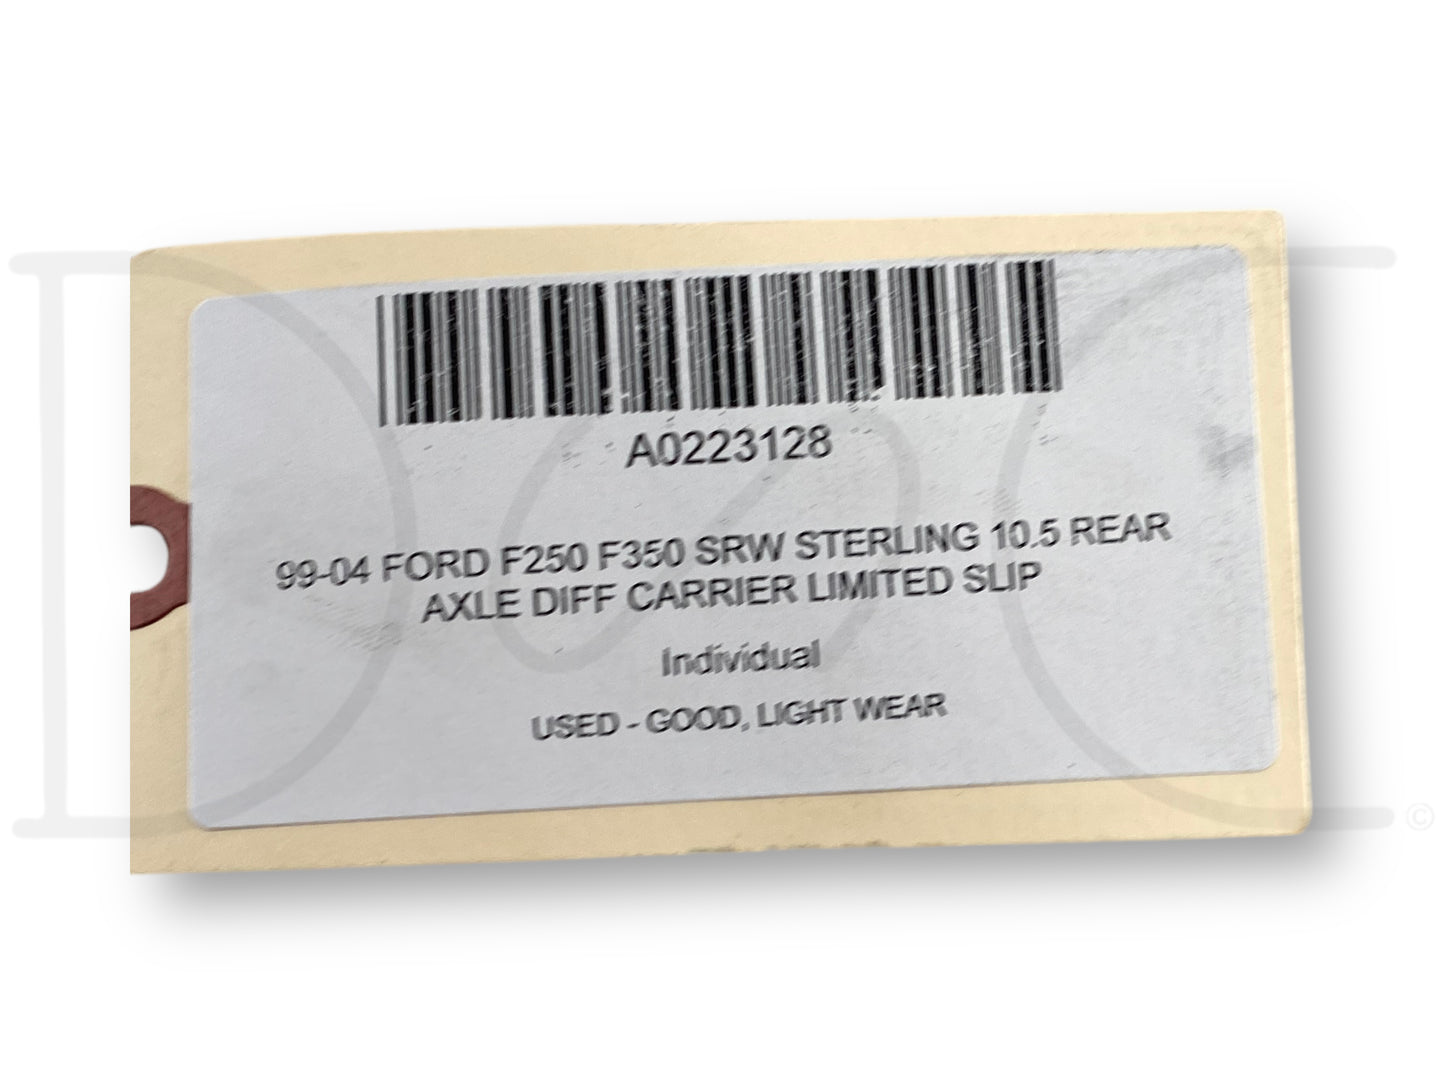 A0223128
99-04 FORD F250 F350 SRW STERLING 10.5 REAR
AXLE DIFF CARRIER LIMITED SLIP
Individual
USED - GOOD, LIGHT WEAR
©